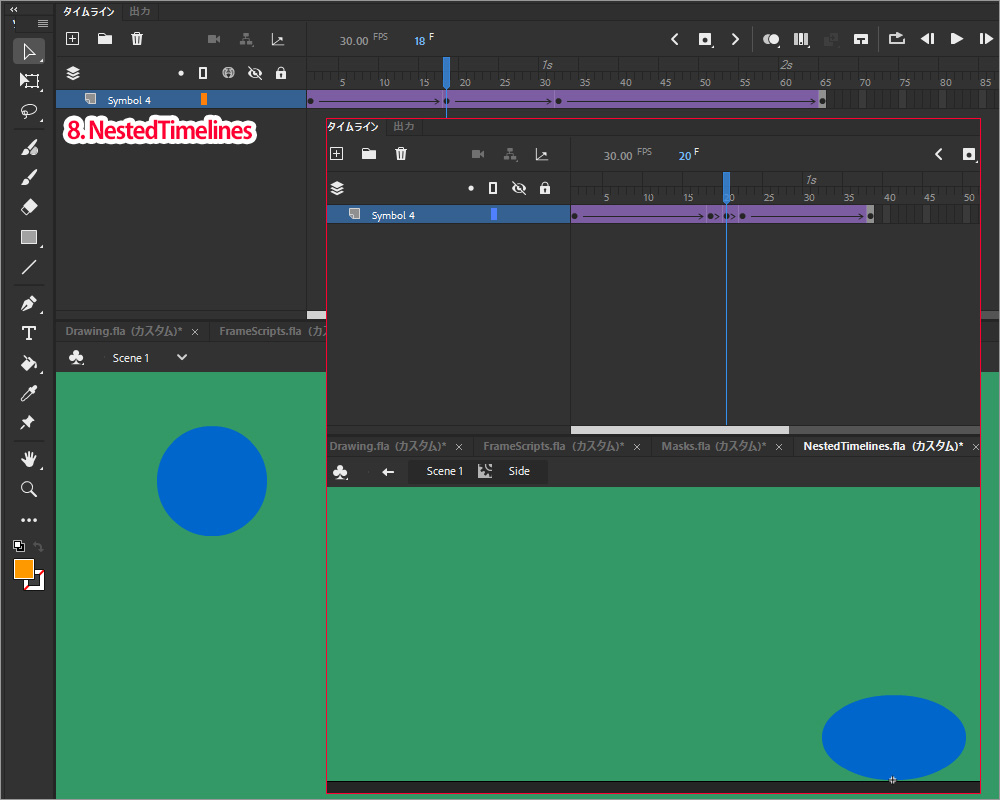 タイムライン 出力
30.00 FPS 18 F
1s 2s
5 10 15 20 25 30 35 40 45 50 55 60 65 70 75 80 85
Symbol 4
8. NestedTimelines
タイムライン 出力
30.00 FPS 20 F
1s
5 10 15 20 25 30 35 40 45 50
Symbol 4
Drawing.fla (カスタム)* × FrameScripts.fla (カス
Scene 1
Drawing.fla (カスタム)* × FrameScripts.fla (カスタム)* × Masks.fla (カスタム)* × NestedTimelines.fla (カスタム)* ×
Scene 1 Side